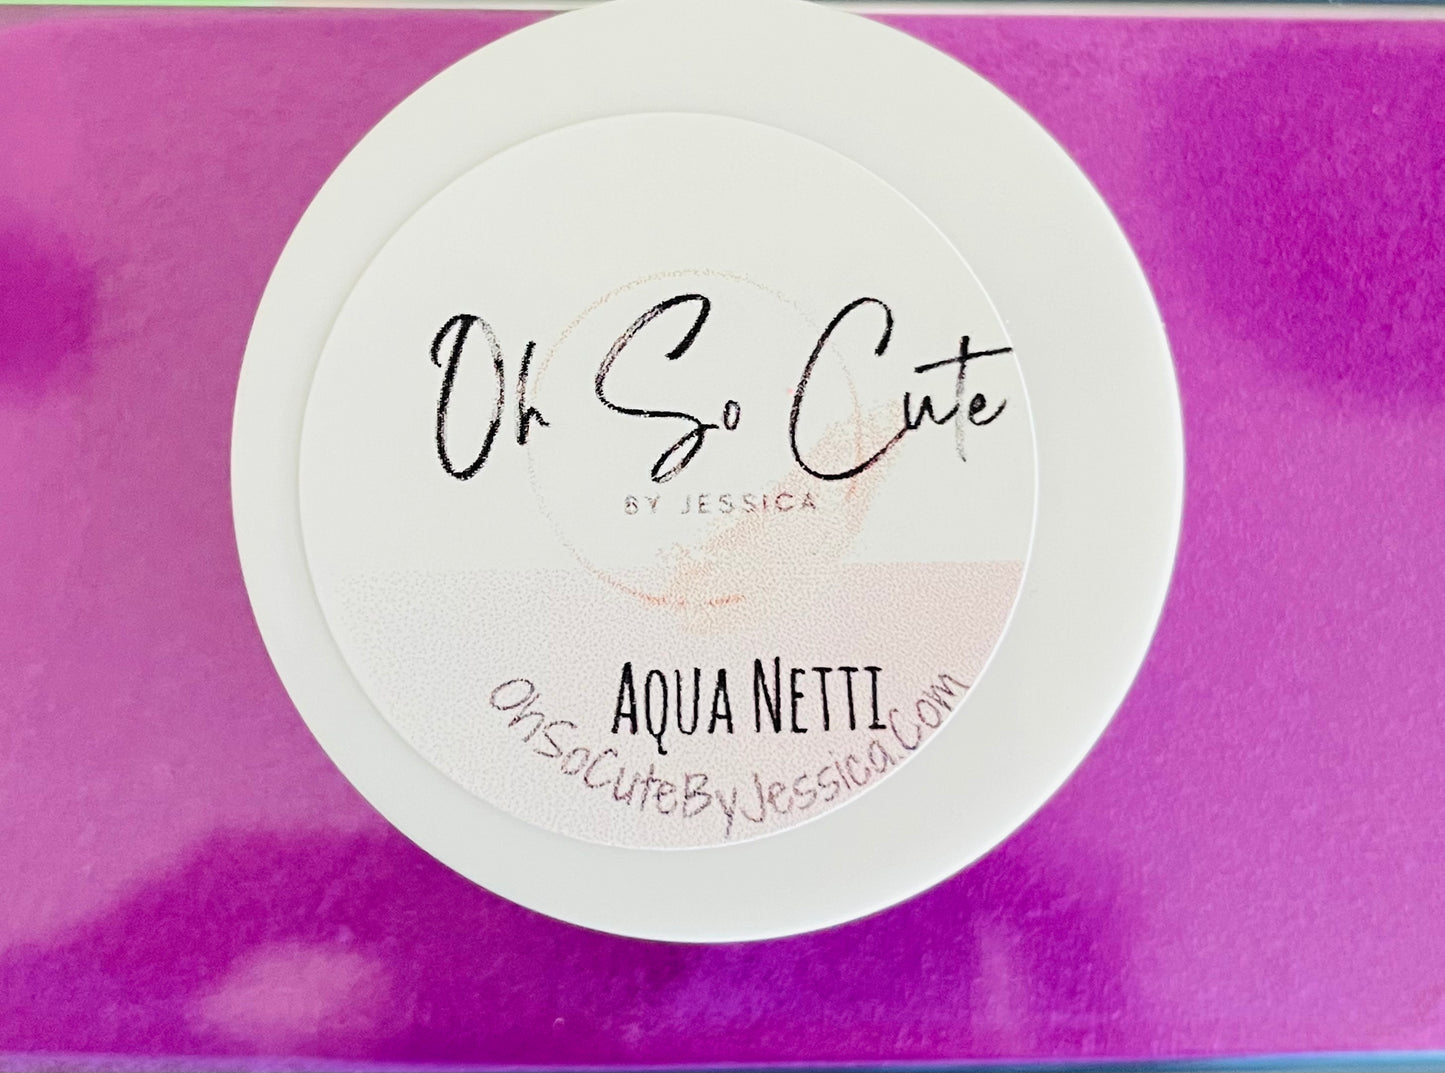 Oh So Cute
BY JESSICA
AQUA NETTI
OhSoCuteByJessica.Com